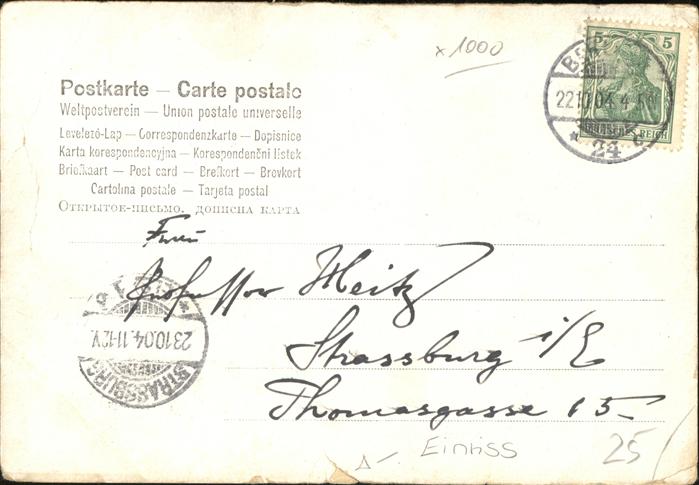 x 1000
5 5
22.10.04.4
REICH
* 24 c
Postkarte — Carte postale
Weltpostverein — Union postale universelle
Levelező-Lap — Correspondenzkarte — Dopisnice
Karta korespondencyjna — Korespondenční lístek
Briefkaart — Post card — Brefkort — Brevkort
Cartolina postale — Tarjeta postal
Открытое-письмо. дописна карта
Frau
Professor Meitz
Strassburg i/E
Thomasgasse 15
STRASSBURG
23.10.04.11-12V.
Einriss
25